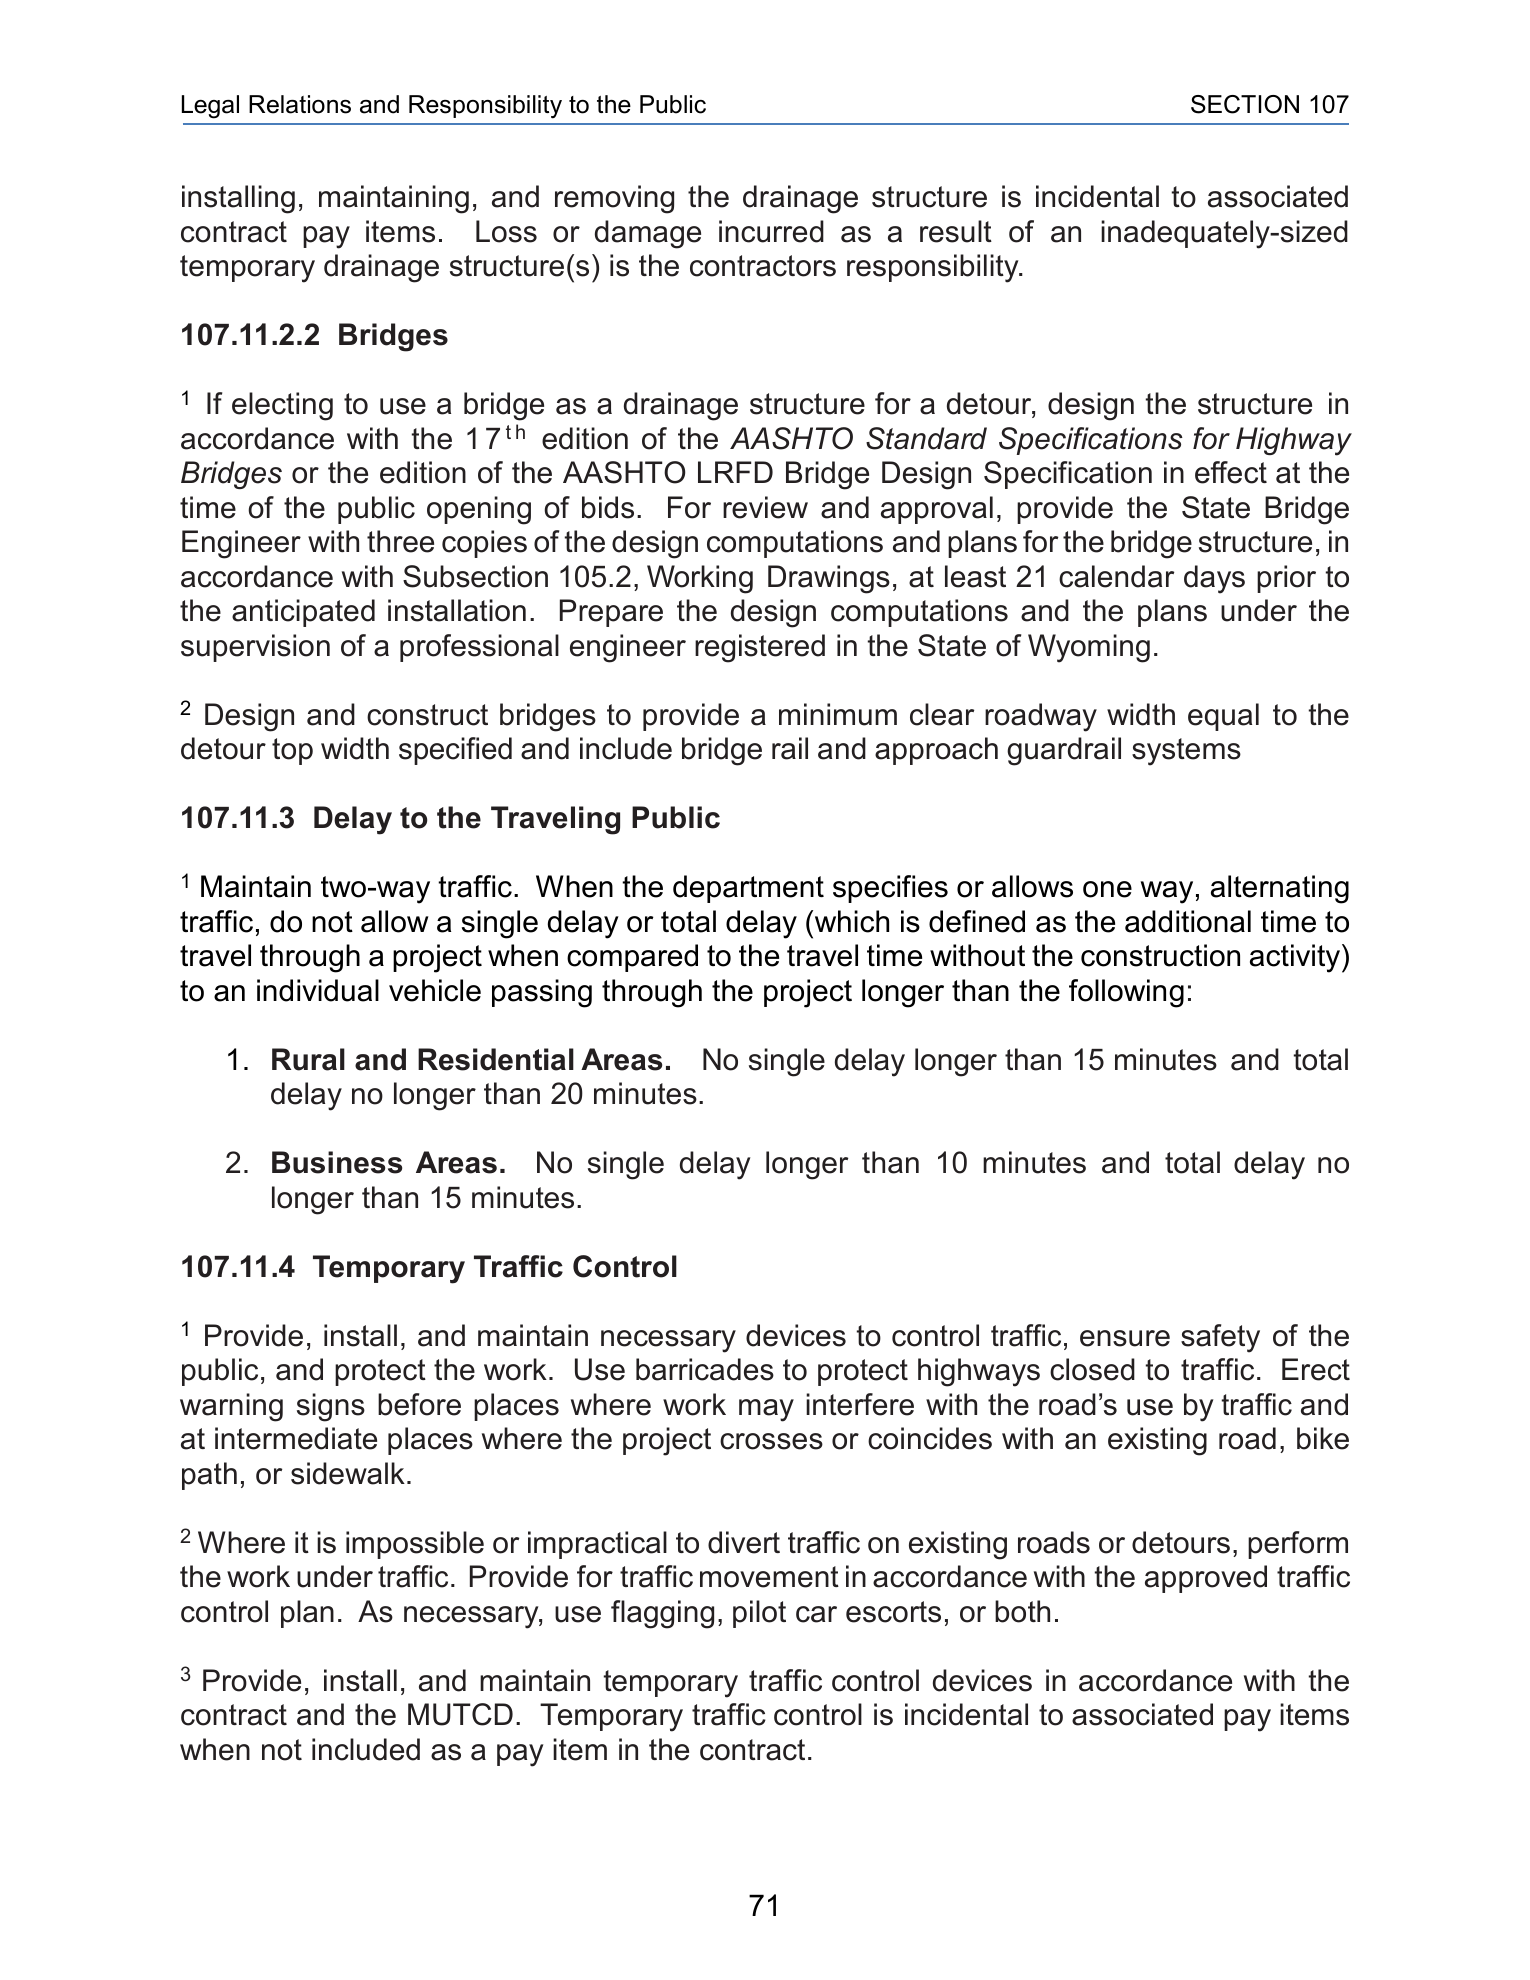 Legal Relations and Responsibility to the Public SECTION 107
installing, maintaining, and removing the drainage structure is incidental to associated
contract pay items. Loss or damage incurred as a result of an inadequately-sized
temporary drainage structure(s) is the contractors responsibility.
107.11.2.2 Bridges
1 If electing to use a bridge as a drainage structure for a detour, design the structure in
accordance with the 17th edition of the AASHTO Standard Specifications for Highway
Bridges or the edition of the AASHTO LRFD Bridge Design Specification in effect at the
time of the public opening of bids. For review and approval, provide the State Bridge
Engineer with three copies of the design computations and plans for the bridge structure, in
accordance with Subsection 105.2, Working Drawings, at least 21 calendar days prior to
the anticipated installation. Prepare the design computations and the plans under the
supervision of a professional engineer registered in the State of Wyoming.
2 Design and construct bridges to provide a minimum clear roadway width equal to the
detour top width specified and include bridge rail and approach guardrail systems
107.11.3 Delay to the Traveling Public
1 Maintain two-way traffic. When the department specifies or allows one way, alternating
traffic, do not allow a single delay or total delay (which is defined as the additional time to
travel through a project when compared to the travel time without the construction activity)
to an individual vehicle passing through the project longer than the following:
1. Rural and Residential Areas. No single delay longer than 15 minutes and total
delay no longer than 20 minutes.
2. Business Areas. No single delay longer than 10 minutes and total delay no
longer than 15 minutes.
107.11.4 Temporary Traffic Control
1 Provide, install, and maintain necessary devices to control traffic, ensure safety of the
public, and protect the work. Use barricades to protect highways closed to traffic. Erect
warning signs before places where work may interfere with the road’s use by traffic and
at intermediate places where the project crosses or coincides with an existing road, bike
path, or sidewalk.
2 Where it is impossible or impractical to divert traffic on existing roads or detours, perform
the work under traffic. Provide for traffic movement in accordance with the approved traffic
control plan. As necessary, use flagging, pilot car escorts, or both.
3 Provide, install, and maintain temporary traffic control devices in accordance with the
contract and the MUTCD. Temporary traffic control is incidental to associated pay items
when not included as a pay item in the contract.
71